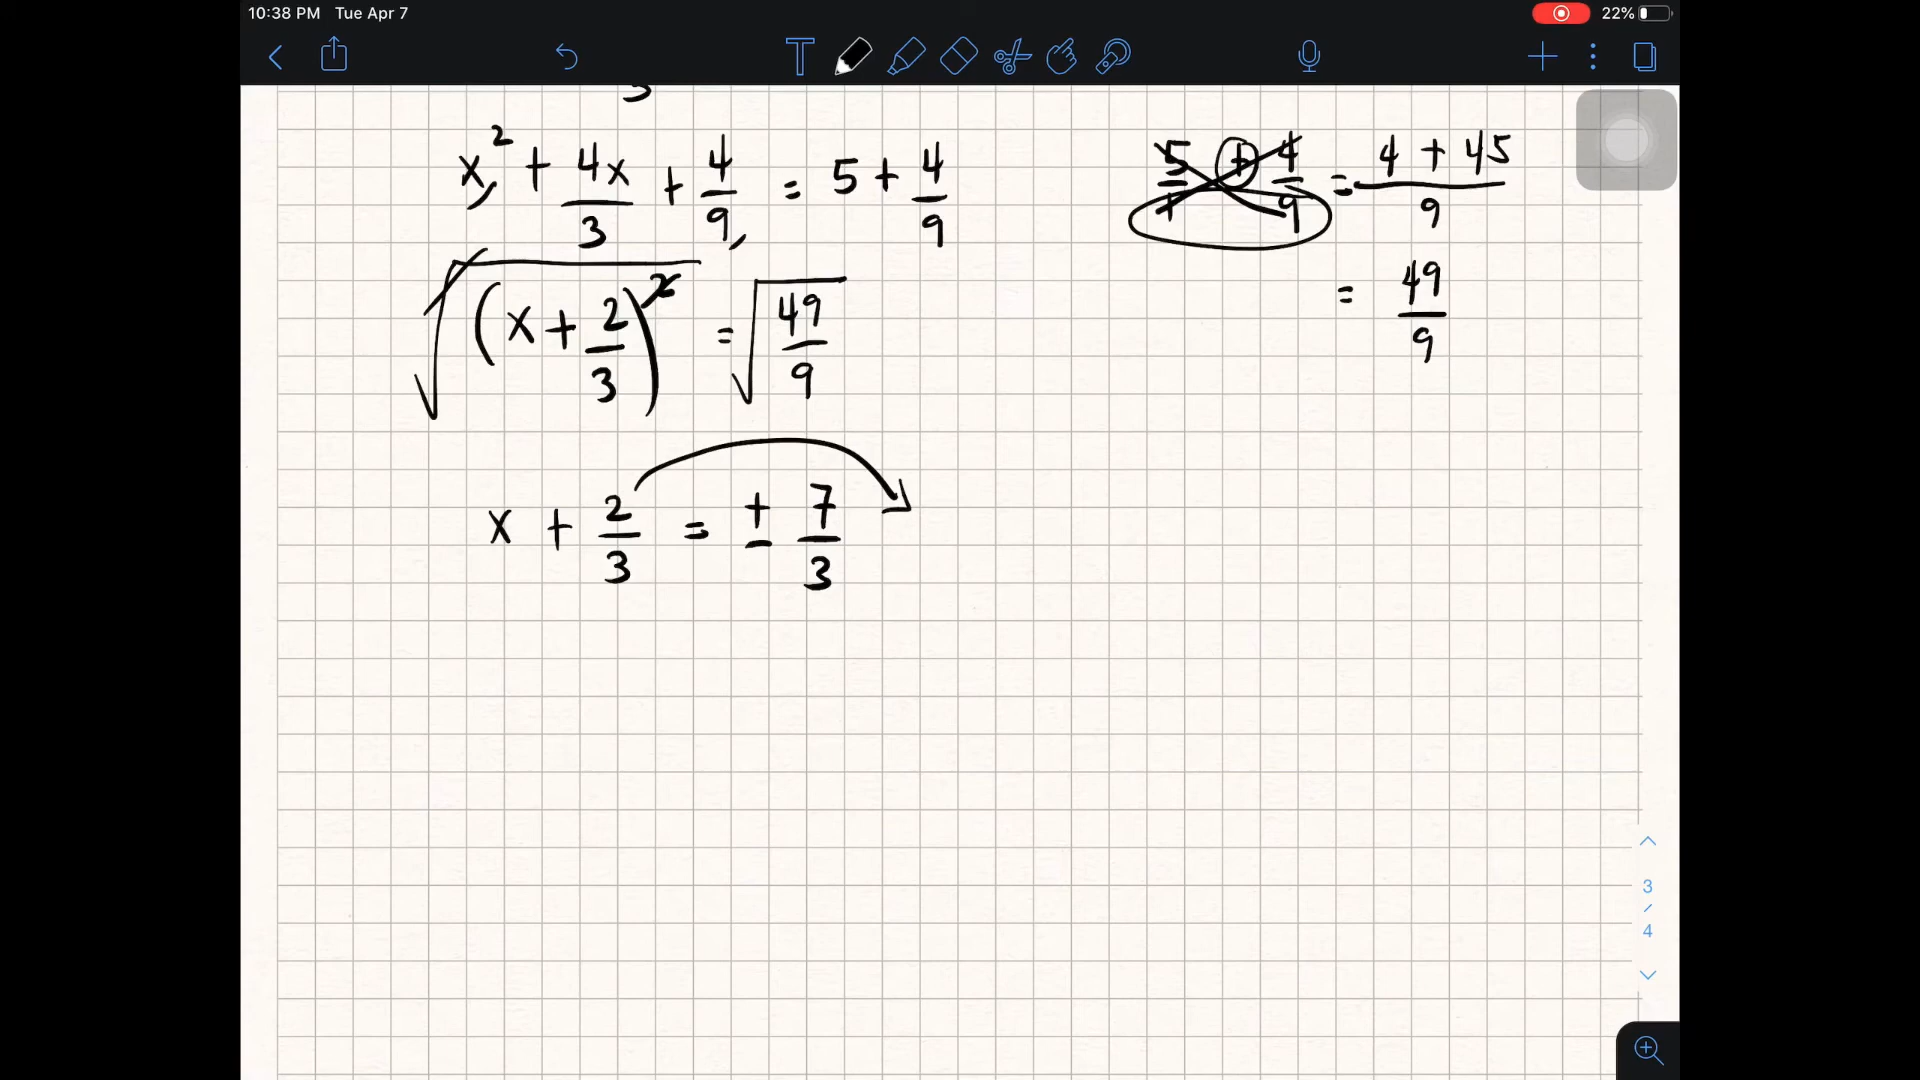 10:38 PM Tue Apr 7 22%
T
3
x² + 4x/3 + 4/9 = 5 + 4/9
5/1 + 4/9 = (4 + 45)/9
= 49/9
√(x + 2/3)² = √(49/9)
x + 2/3 = ± 7/3
3
/
4